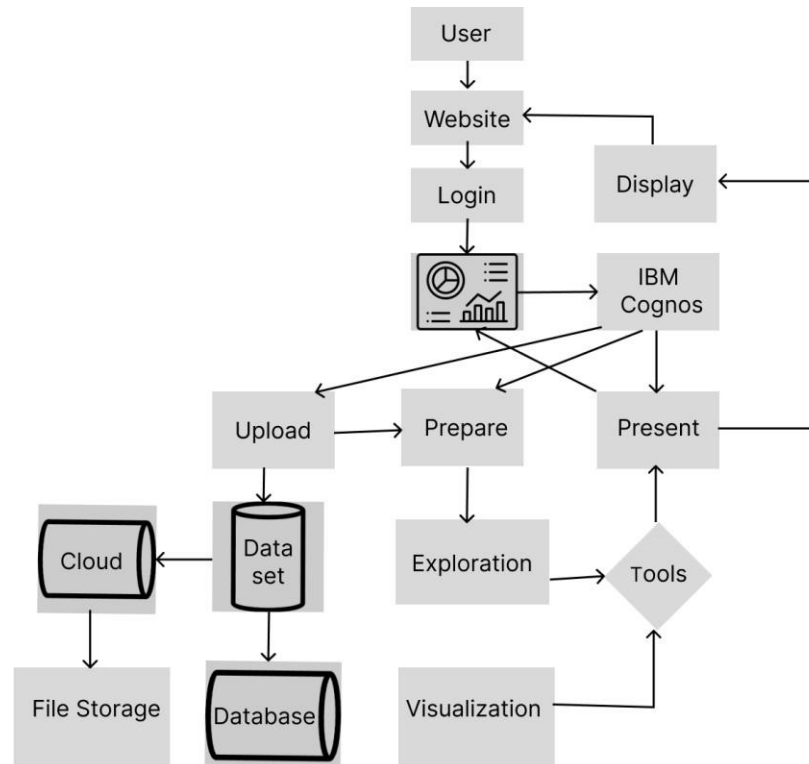 User
Website
Login
Display
IBM
Cognos
Upload
Prepare
Present
Cloud
Data
set
Exploration
Tools
File Storage
Database
Visualization